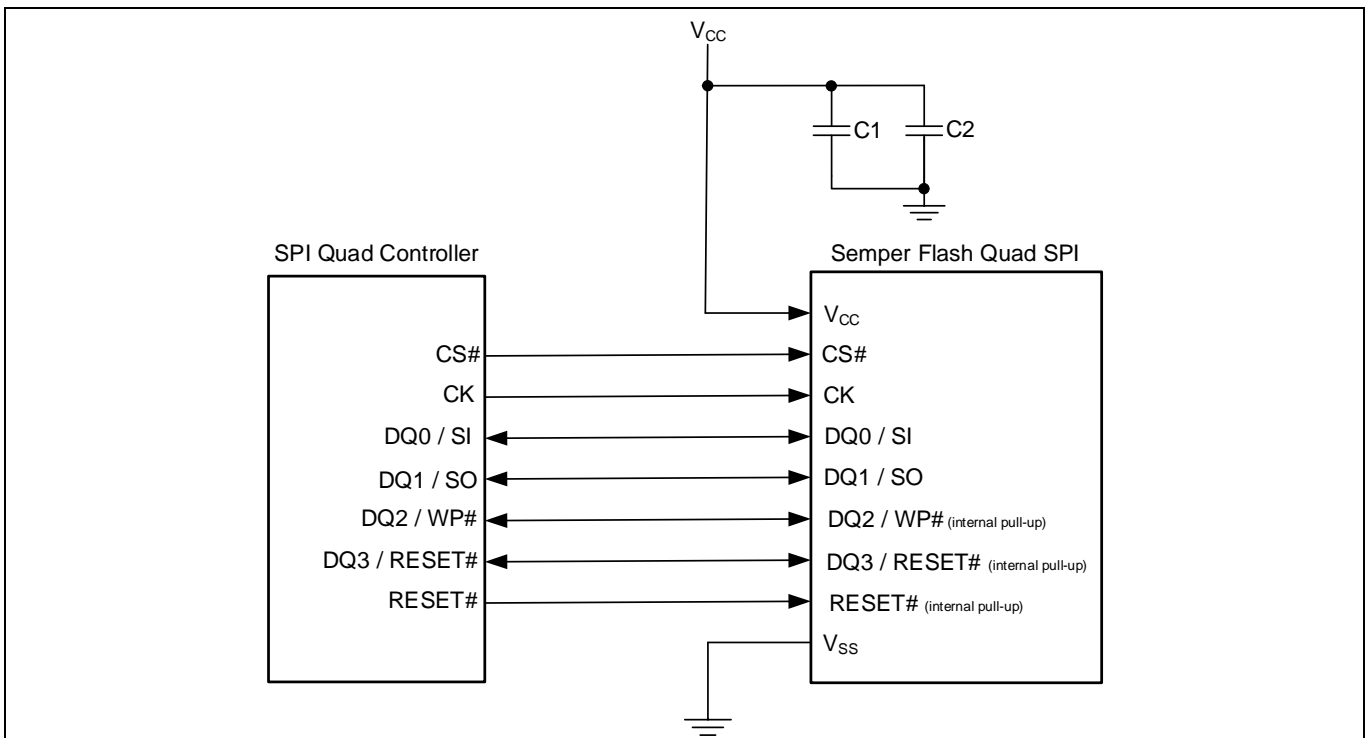 VCC
C1 C2
SPI Quad Controller
Semper Flash Quad SPI
VCC
CS# CS#
CK CK
DQ0 / SI DQ0 / SI
DQ1 / SO DQ1 / SO
DQ2 / WP# DQ2 / WP# (internal pull-up)
DQ3 / RESET# DQ3 / RESET# (internal pull-up)
RESET# RESET# (internal pull-up)
VSS